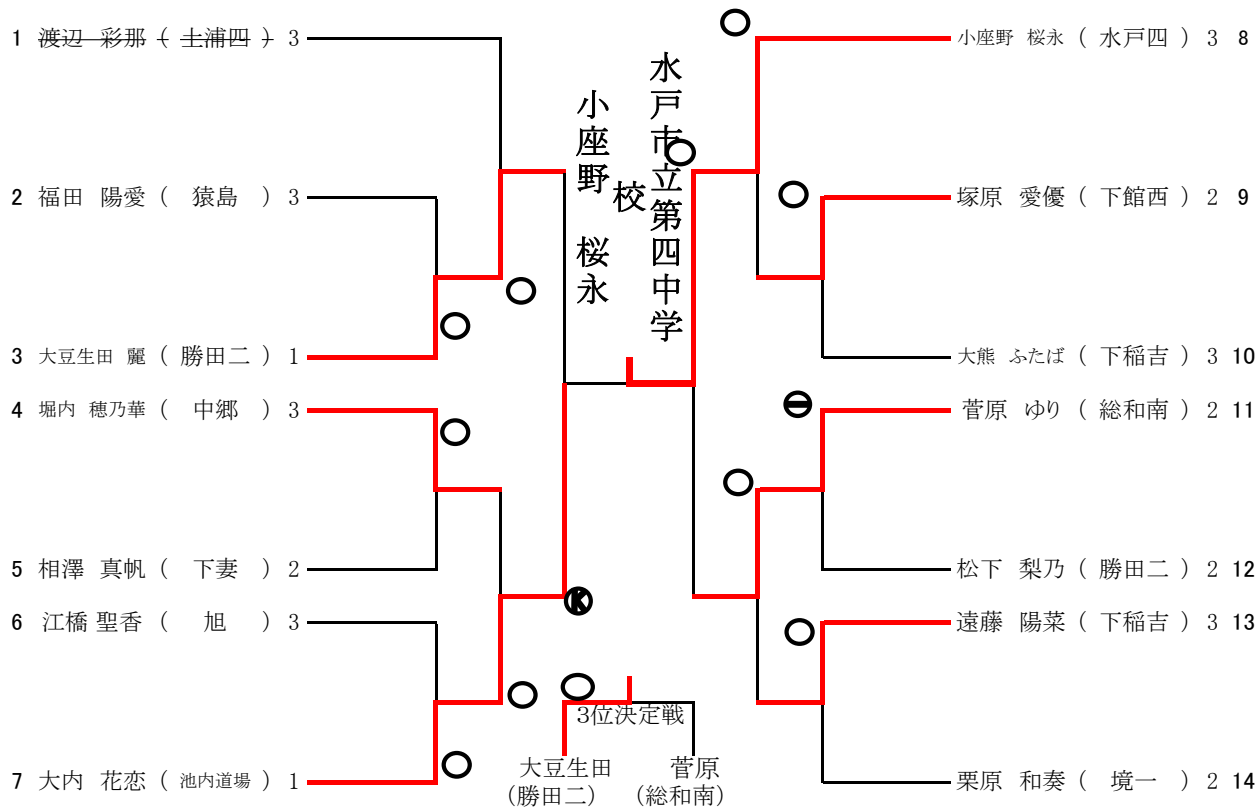 1 渡辺 彩那 ( 土浦四 ) 3
2 福田 陽愛 ( 猿島 ) 3
3 大豆生田 麗 ( 勝田二 ) 1
4 堀内 穂乃華 ( 中郷 ) 3
5 相澤 真帆 ( 下妻 ) 2
6 江橋 聖香 ( 旭 ) 3
7 大内 花恋 ( 池内道場 ) 1
水戸市立第四中学
校
小座野 桜永
K
3位決定戦
大豆生田
(勝田二)
菅原
(総和南)
小座野 桜永 ( 水戸四 ) 3 8
塚原 愛優 ( 下館西 ) 2 9
大熊 ふたば ( 下稲吉 ) 3 10
菅原 ゆり ( 総和南 ) 2 11
松下 梨乃 ( 勝田二 ) 2 12
遠藤 陽菜 ( 下稲吉 ) 3 13
栗原 和奏 ( 境一 ) 2 14